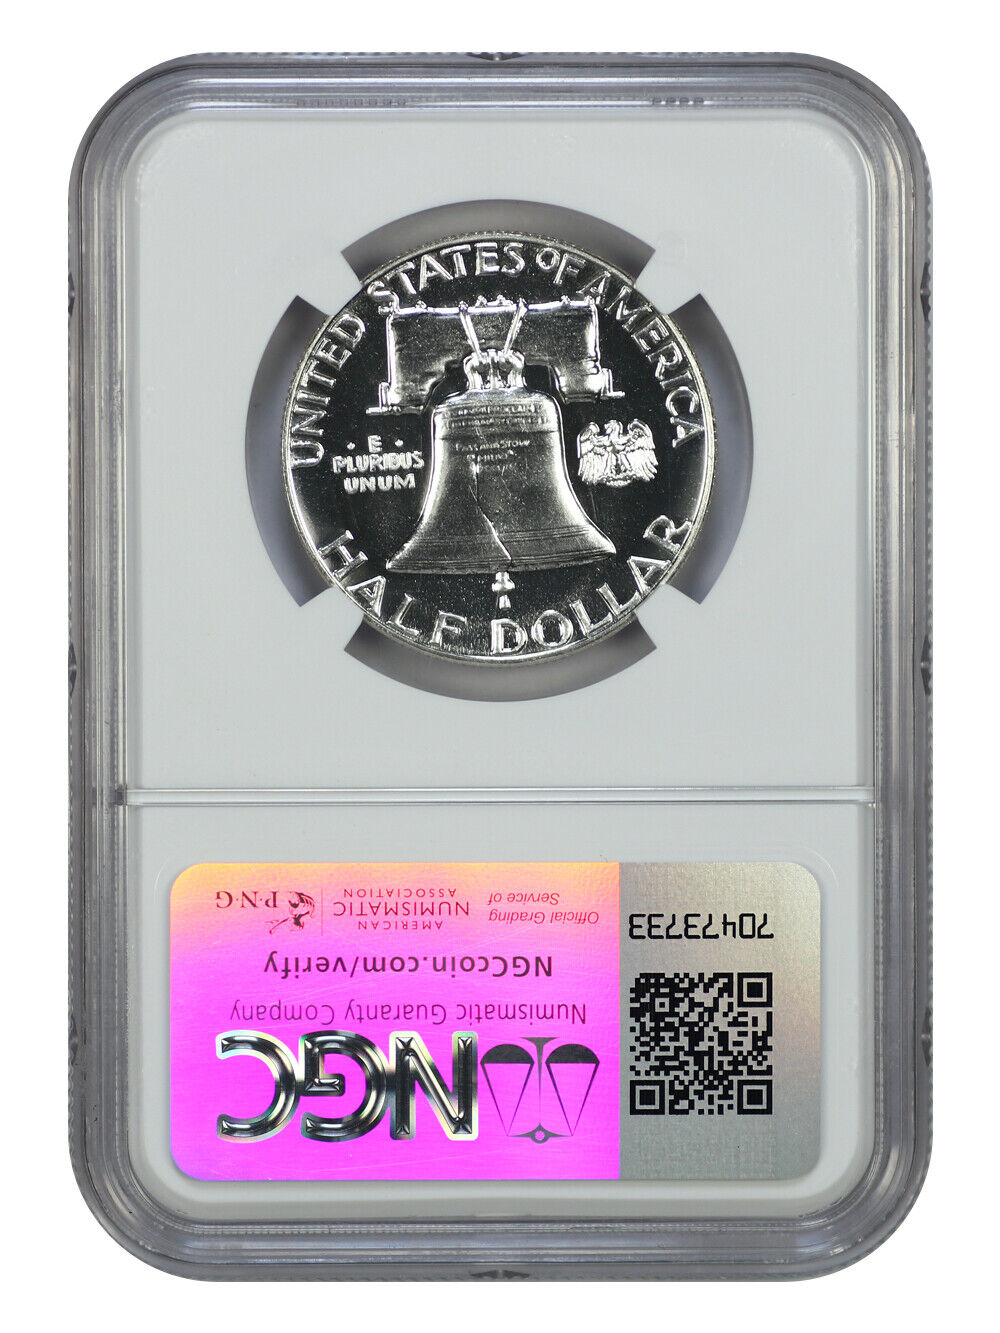 UNITED STATES OF AMERICA
· E ·
PLURIBUS
UNUM
HALF DOLLAR
NGC
Numismatic Guaranty Company
NGCcoin.com/verify
Official Grading
Service of
AMERICAN
NUMISMATIC
ASSOCIATION
P·N·G
70473733